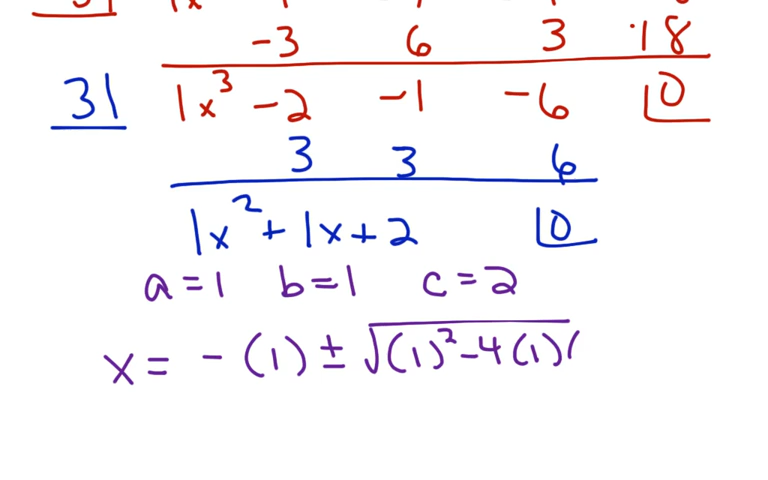 -3 6 3 18
1x³ -2 -1 -6 0
3|
3 3 6
1x² + 1x + 2 0
a = 1 b = 1 c = 2
x = - (1) ± √(1)² - 4 (1)(